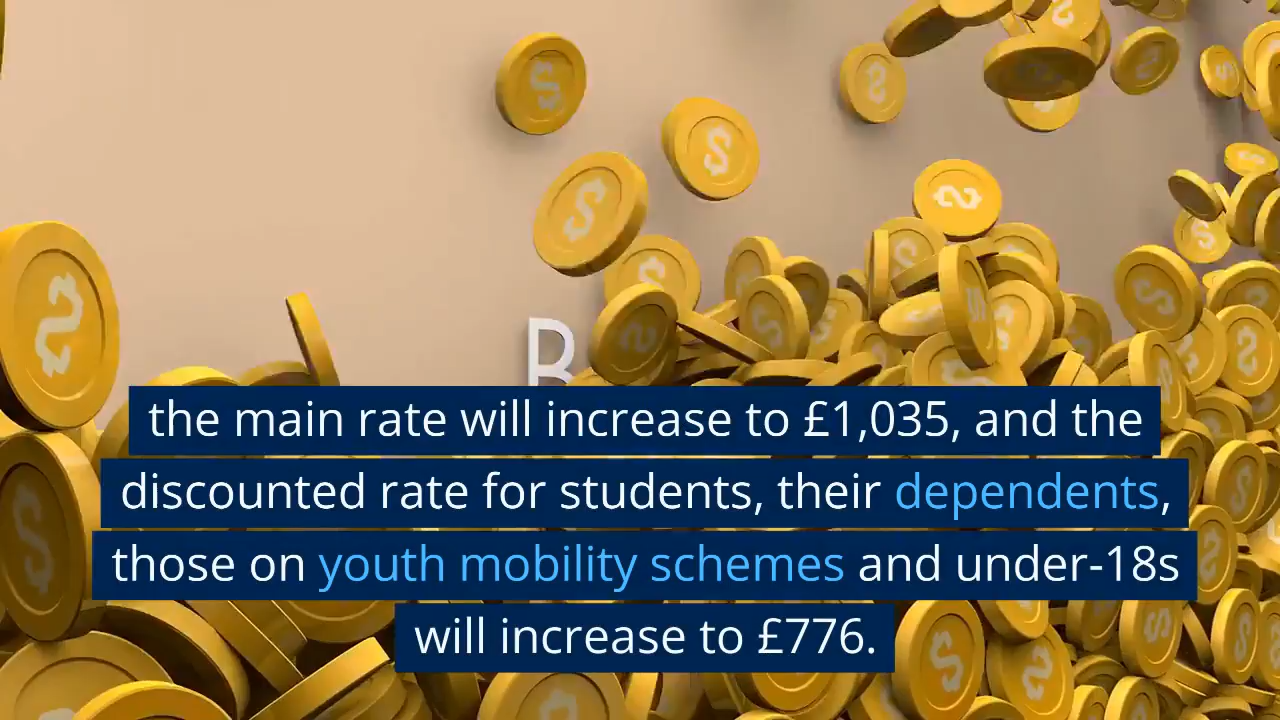 B
the main rate will increase to £1,035, and the
discounted rate for students, their dependents,
those on youth mobility schemes and under-18s
will increase to £776.